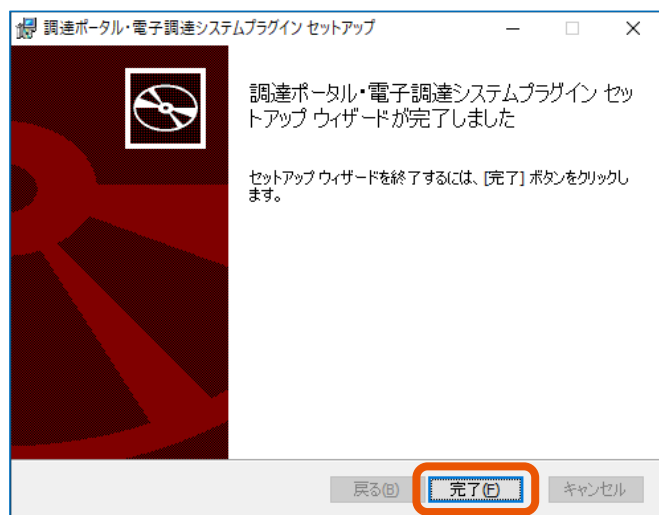 調達ポータル・電子調達システムプラグイン セットアップ
調達ポータル・電子調達システムプラグイン セッ
トアップ ウィザードが完了しました
セットアップ ウィザードを終了するには、[完了] ボタンをクリックし
ます。
戻る(B) 完了(F) キャンセル